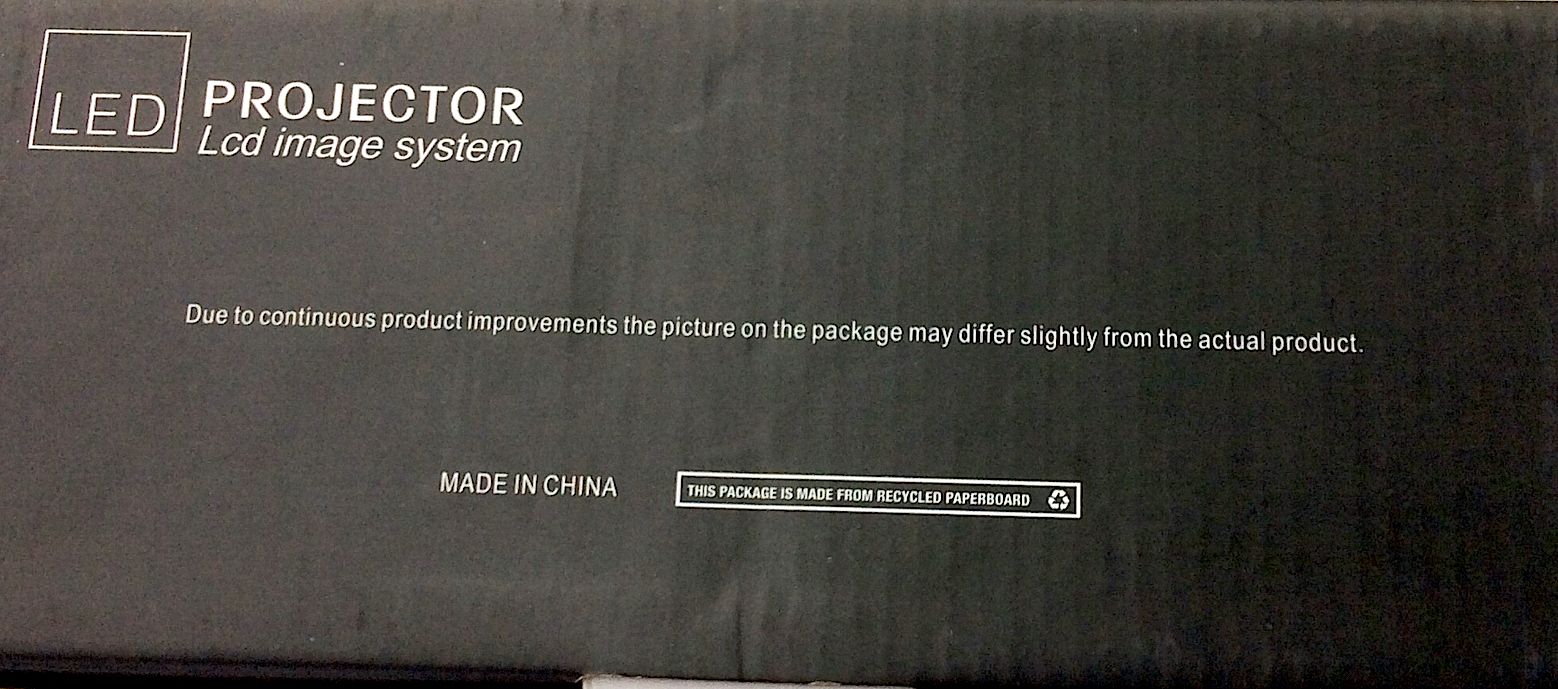 LED PROJECTOR
Lcd image system
Due to continuous product improvements the picture on the package may differ slightly from the actual product.
MADE IN CHINA
THIS PACKAGE IS MADE FROM RECYCLED PAPERBOARD